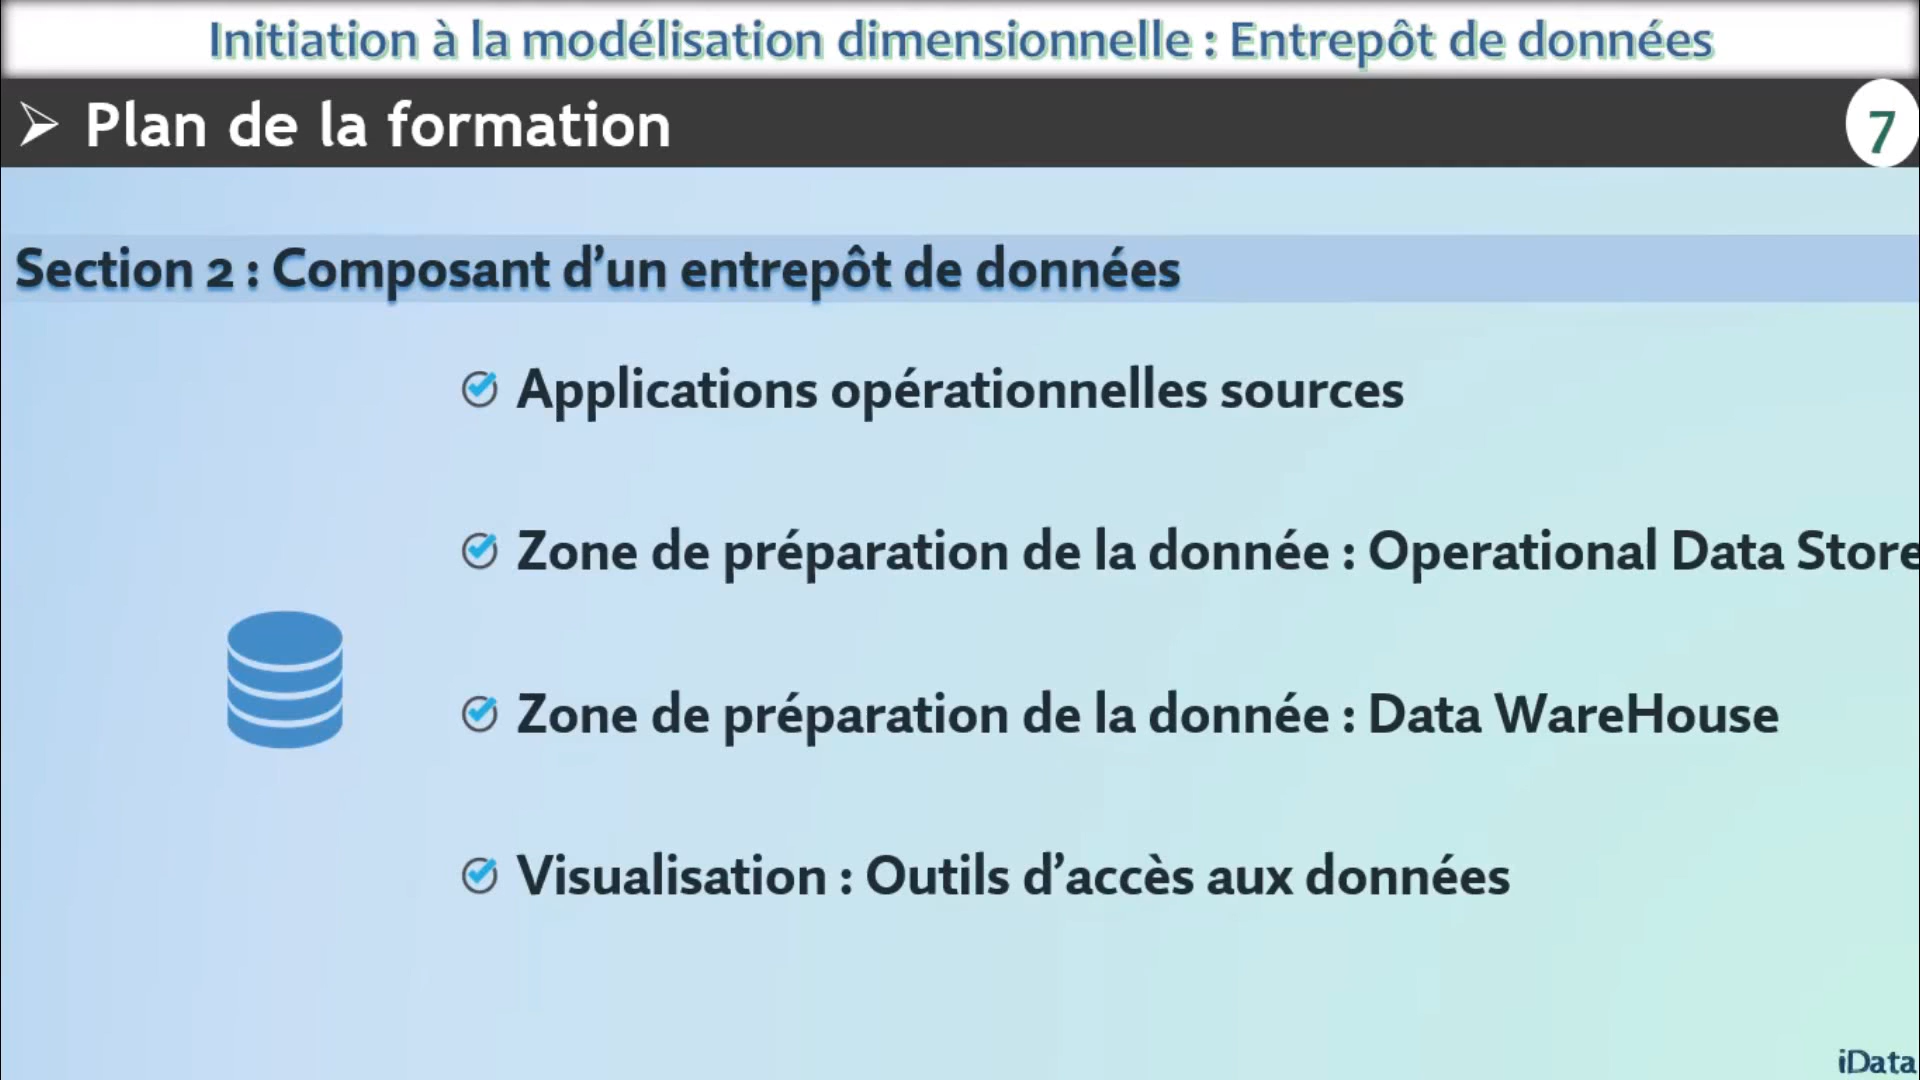 Initiation à la modélisation dimensionnelle : Entrepôt de données
Plan de la formation
7
Section 2 : Composant d’un entrepôt de données
Applications opérationnelles sources
Zone de préparation de la donnée : Operational Data Store
Zone de préparation de la donnée : Data WareHouse
Visualisation : Outils d’accès aux données
iData